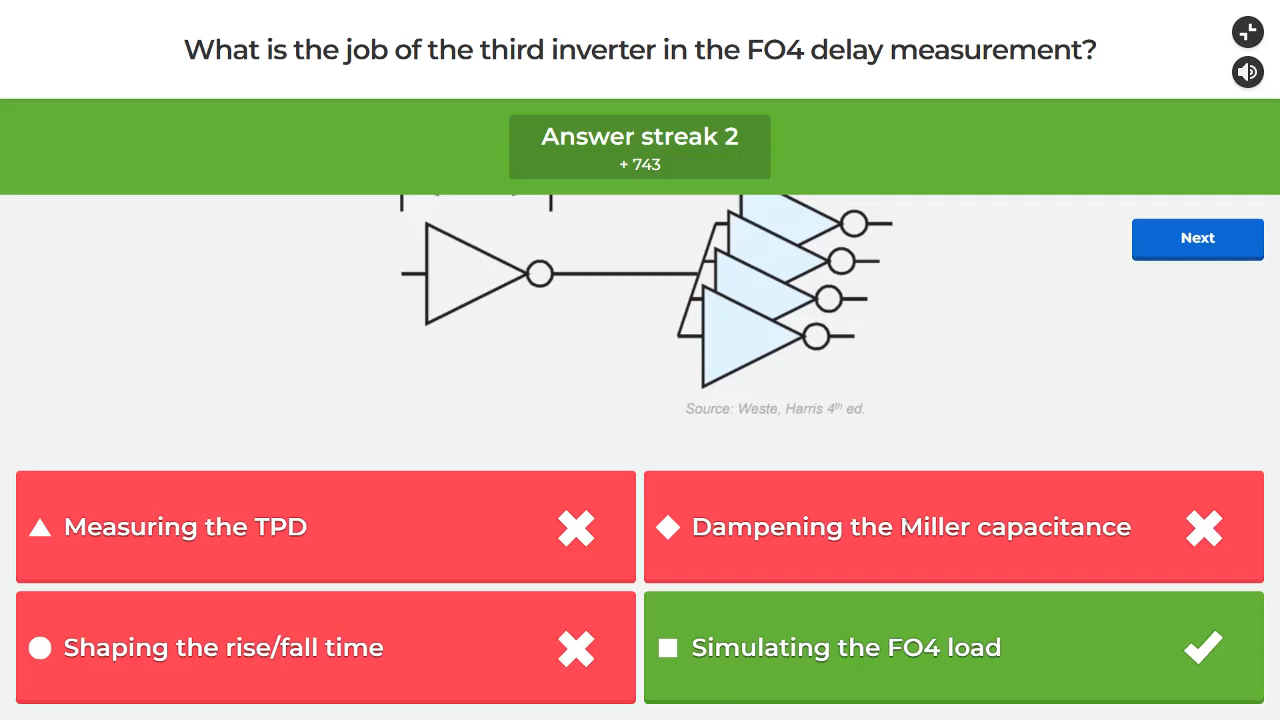 What is the job of the third inverter in the FO4 delay measurement?
Answer streak 2
+ 743
Next
Source: Weste, Harris 4th ed.
Measuring the TPD
Dampening the Miller capacitance
Shaping the rise/fall time
Simulating the FO4 load